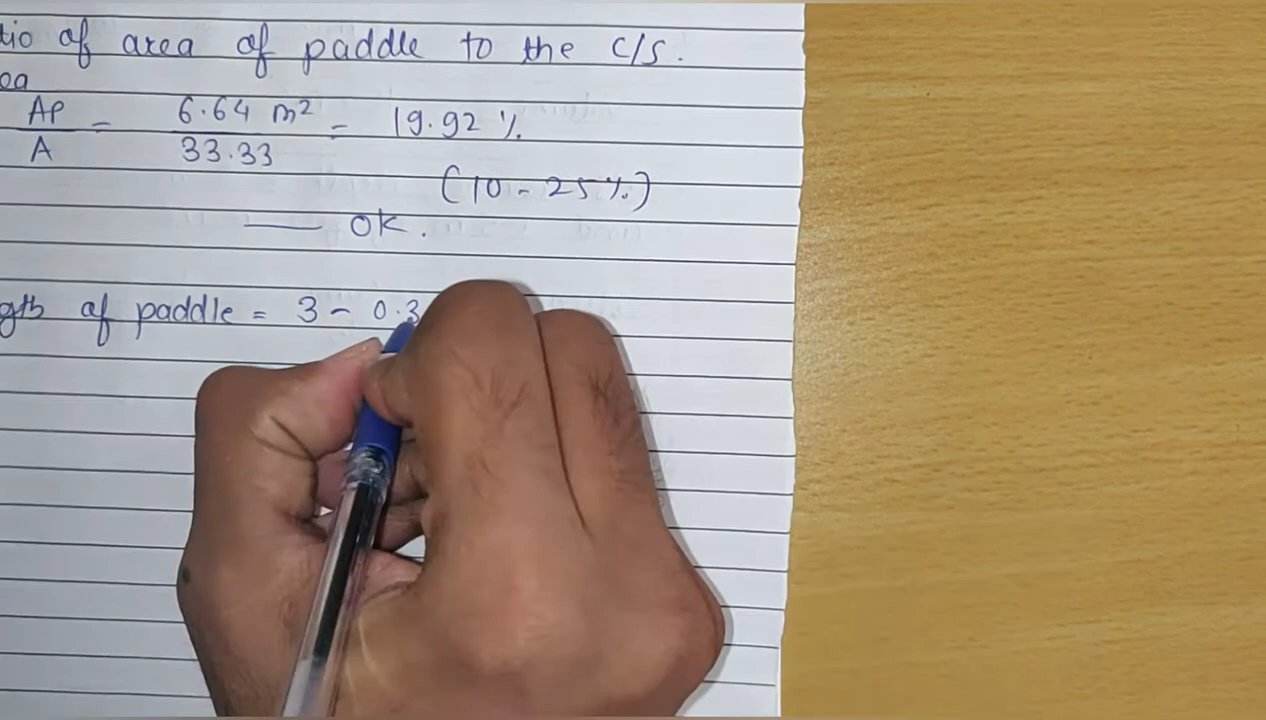 tio of area of paddle to the c/s.
ea
Ap/A = 6.64 m²/33.33 = 19.92 %
(10 - 25 %)
— OK.
gth of paddle = 3 - 0.3